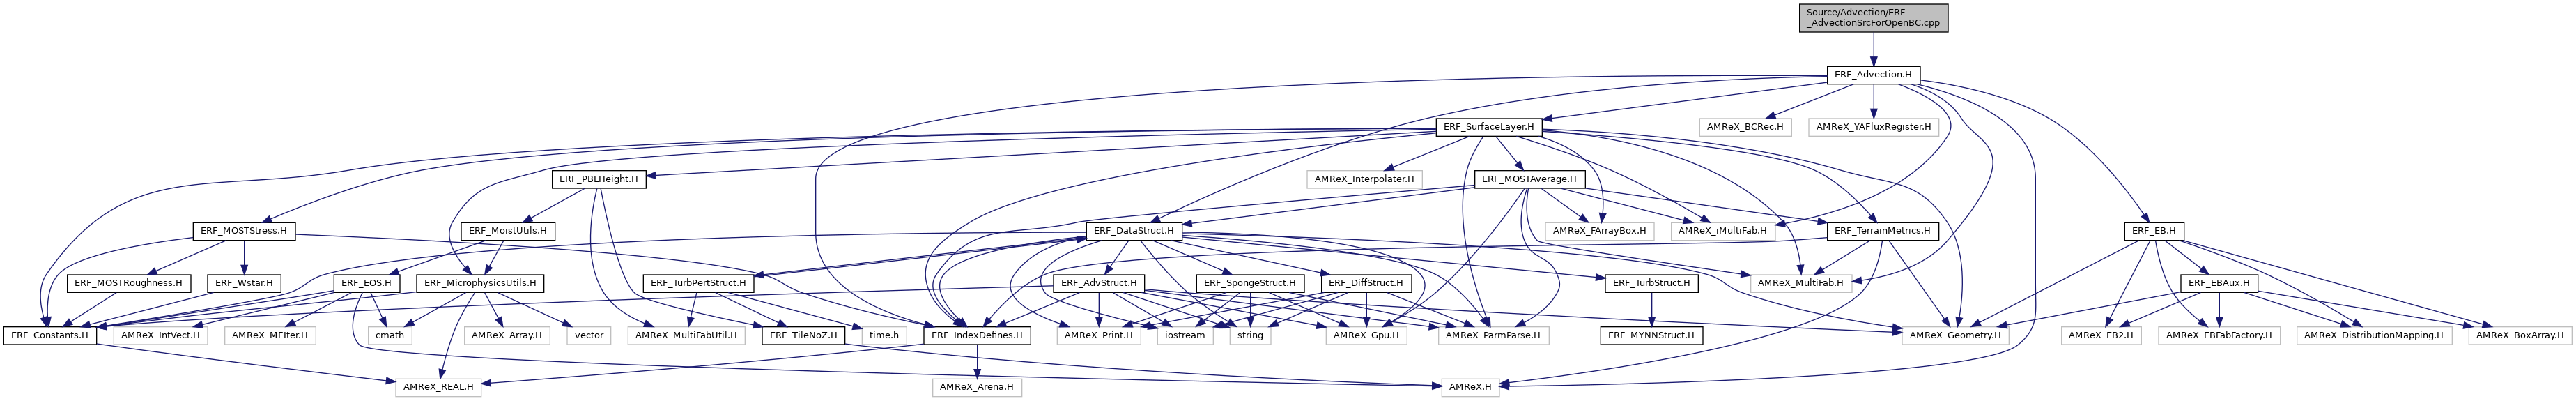 Source/Advection/ERF
_AdvectionSrcForOpenBC.cpp
ERF_Advection.H
ERF_SurfaceLayer.H
AMReX_BCRec.H
AMReX_YAFluxRegister.H
ERF_PBLHeight.H
AMReX_Interpolater.H
ERF_MOSTAverage.H
ERF_MOSTStress.H
ERF_MoistUtils.H
ERF_DataStruct.H
AMReX_FArrayBox.H
AMReX_iMultiFab.H
ERF_TerrainMetrics.H
ERF_EB.H
ERF_MOSTRoughness.H
ERF_Wstar.H
ERF_EOS.H
ERF_MicrophysicsUtils.H
ERF_TurbPertStruct.H
ERF_AdvStruct.H
ERF_SpongeStruct.H
ERF_DiffStruct.H
ERF_TurbStruct.H
AMReX_MultiFab.H
ERF_EBAux.H
ERF_Constants.H
AMReX_IntVect.H
AMReX_MFIter.H
cmath
AMReX_Array.H
vector
AMReX_MultiFabUtil.H
ERF_TileNoZ.H
time.h
ERF_IndexDefines.H
AMReX_Print.H
iostream
string
AMReX_Gpu.H
AMReX_ParmParse.H
ERF_MYNNStruct.H
AMReX_Geometry.H
AMReX_EB2.H
AMReX_EBFabFactory.H
AMReX_DistributionMapping.H
AMReX_BoxArray.H
AMReX_REAL.H
AMReX_Arena.H
AMReX.H